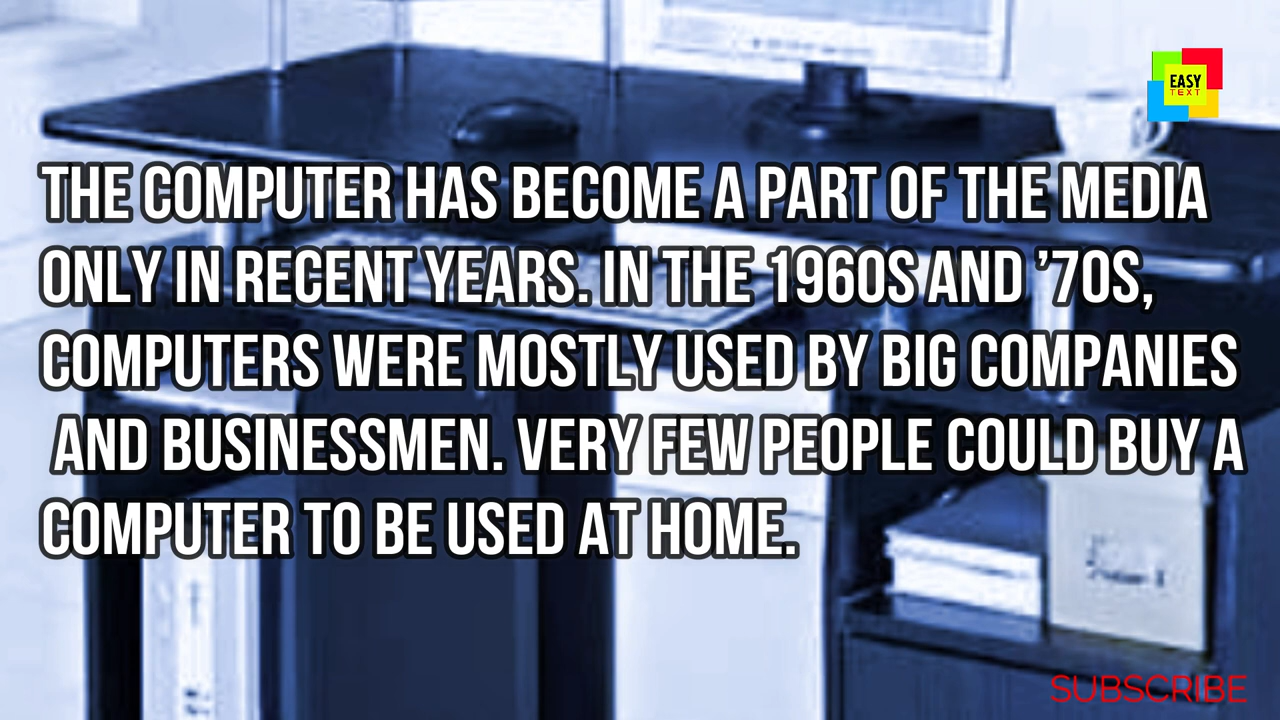 EASY
TEXT
THE COMPUTER HAS BECOME A PART OF THE MEDIA
ONLY IN RECENT YEARS. IN THE 1960S AND ’70S,
COMPUTERS WERE MOSTLY USED BY BIG COMPANIES
AND BUSINESSMEN. VERY FEW PEOPLE COULD BUY A
COMPUTER TO BE USED AT HOME.
SUBSCRIBE